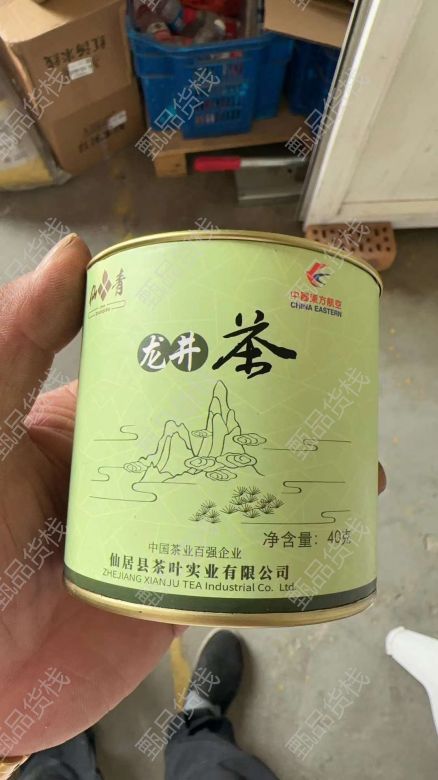 仙青
中国东方航空
CHINA EASTERN
龙井茶
净含量：40克
中国茶业百强企业
仙居县茶叶实业有限公司
ZHEJIANG XIANJU TEA Industrial Co. Ltd.
甄品货栈